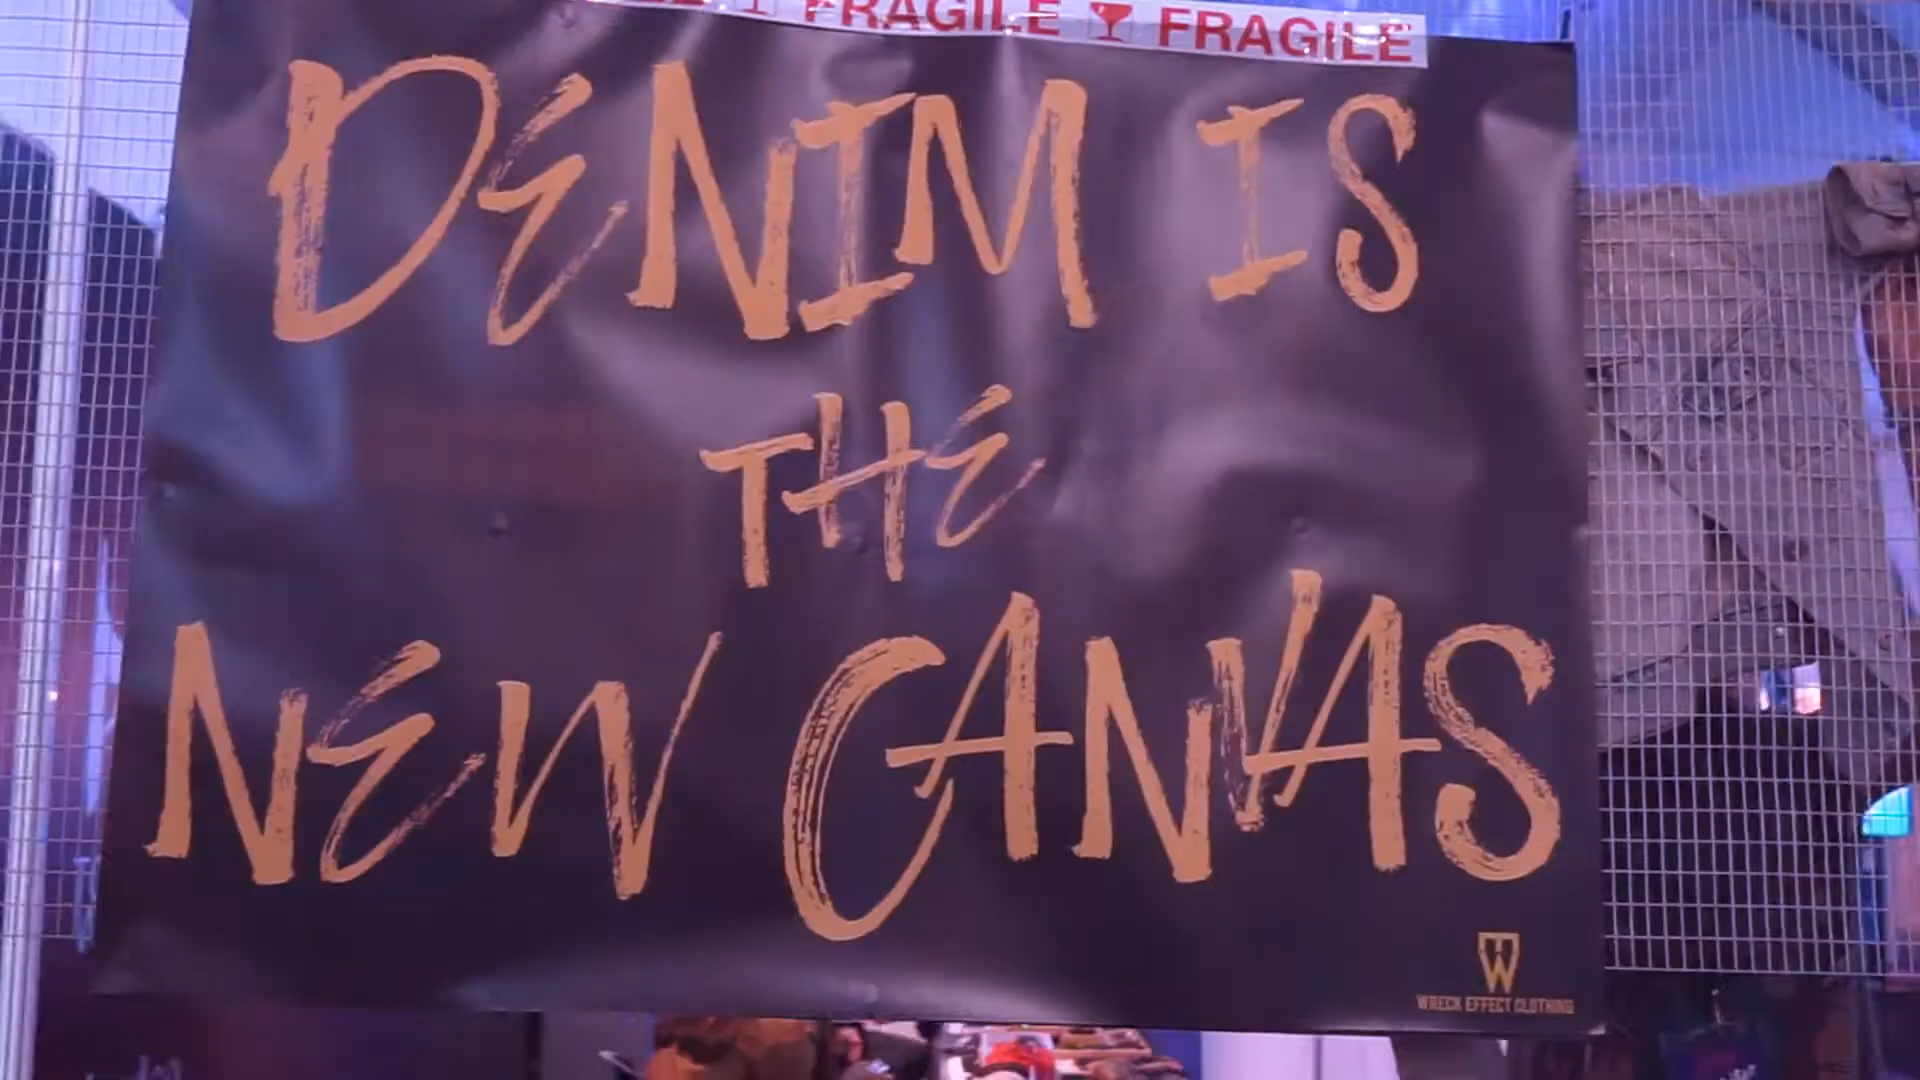 FRAGILE FRAGILE
DENIM IS
THE
NEW CANVAS
WRECK EFFECT CLOTHING